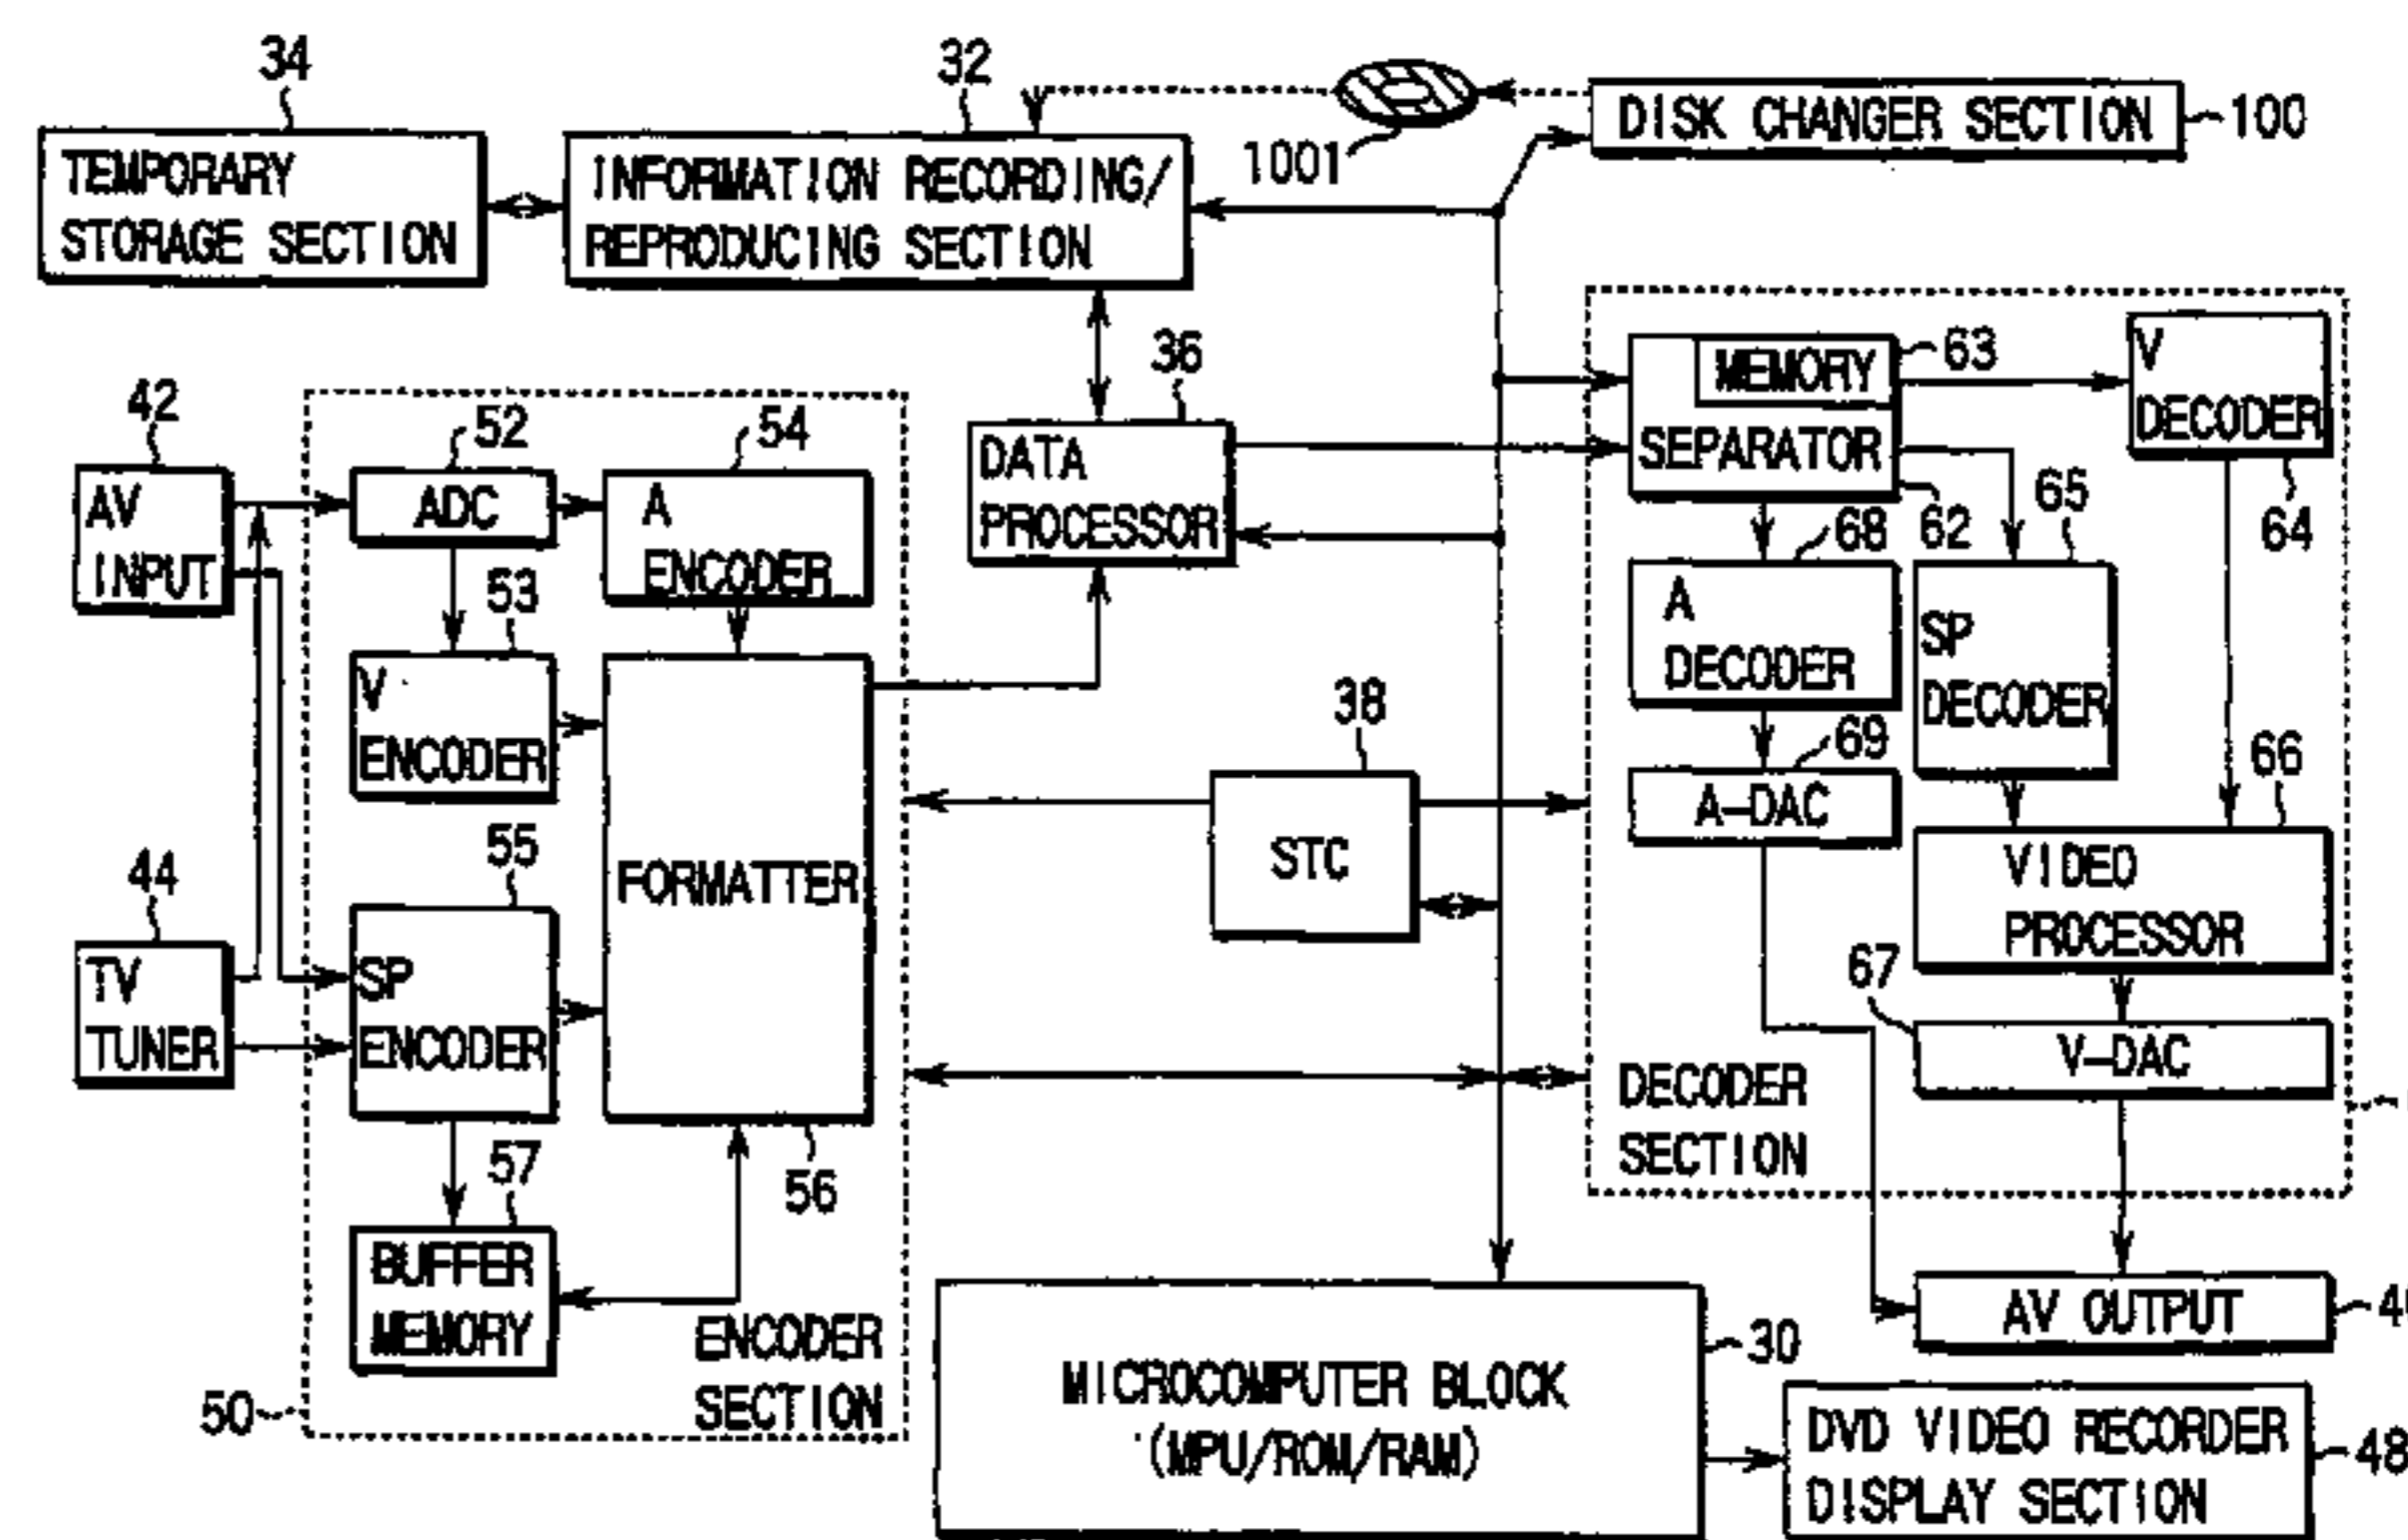 34
32
1001
DISK CHANGER SECTION
100
TEMPORARY
STORAGE SECTION
INFORMATION RECORDING/
REPRODUCING SECTION
42
AV
INPUT
44
TV
TUNER
52
ADC
54
A
ENCODER
53
V
ENCODER
55
SP
ENCODER
FORMATTER
56
57
BUFFER
MEMORY
ENCODER
SECTION
50
36
DATA
PROCESSOR
38
STC
MEMORY
63
SEPARATOR
62
V
DECODER
64
68
A
DECODER
65
SP
DECODER
69
A-DAC
66
VIDEO
PROCESSOR
67
V-DAC
DECODER
SECTION
AV OUTPUT
MICROCOMPUTER BLOCK
(MPU/ROM/RAM)
30
DVD VIDEO RECORDER
DISPLAY SECTION
48